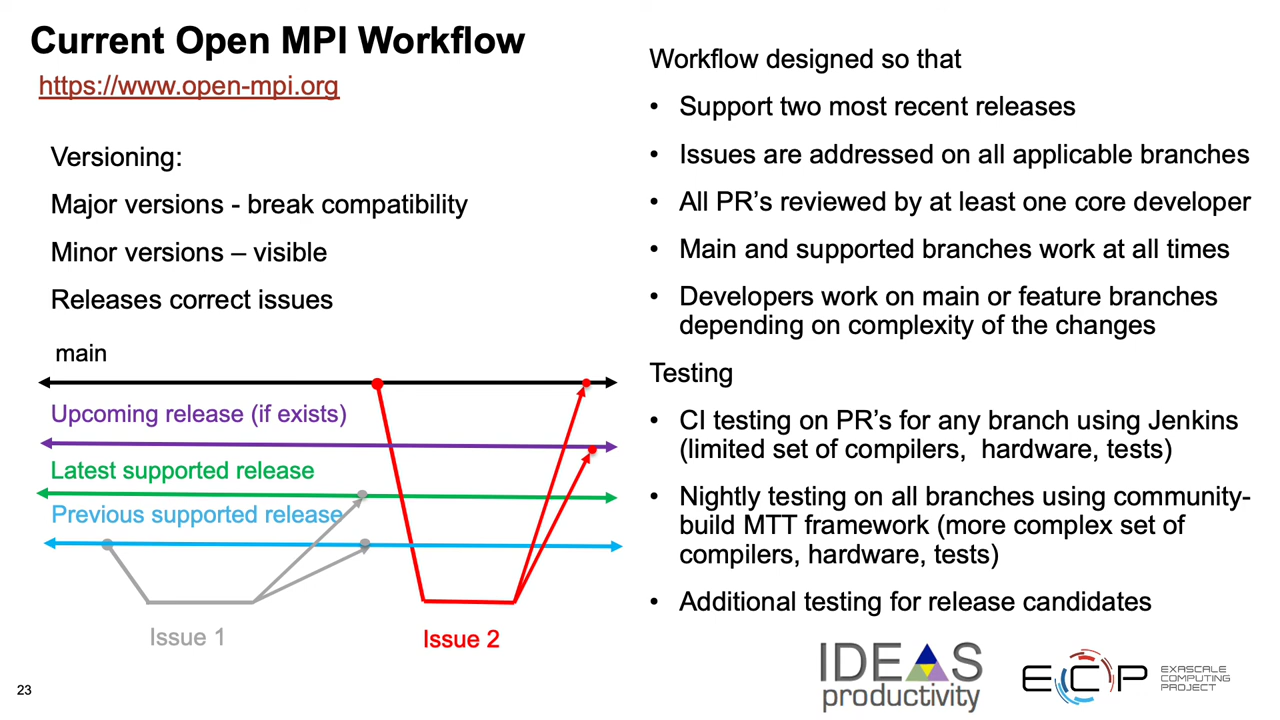 Current Open MPI Workflow
https://www.open-mpi.org
Versioning:
Major versions - break compatibility
Minor versions – visible
Releases correct issues
main
Upcoming release (if exists)
Latest supported release
Previous supported release
Issue 1
Issue 2
23
Workflow designed so that
• Support two most recent releases
• Issues are addressed on all applicable branches
• All PR's reviewed by at least one core developer
• Main and supported branches work at all times
• Developers work on main or feature branches
depending on complexity of the changes
Testing
• CI testing on PR's for any branch using Jenkins
(limited set of compilers, hardware, tests)
• Nightly testing on all branches using community-
build MTT framework (more complex set of
compilers, hardware, tests)
• Additional testing for release candidates
IDEAS
productivity
ECP
EXASCALE
COMPUTING
PROJECT